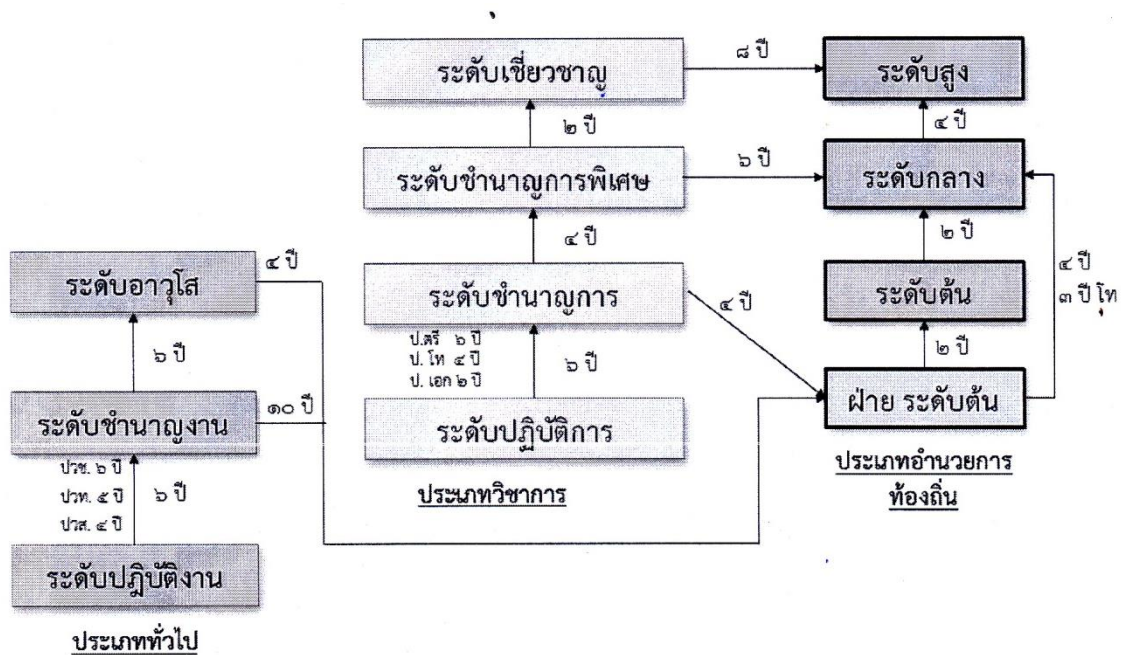 ระดับเชี่ยวชาญ
๘ ปี
ระดับสูง
๒ ปี
๔ ปี
ระดับชำนาญการพิเศษ
๖ ปี
ระดับกลาง
๔ ปี
๒ ปี
ระดับอาวุโส
๔ ปี
ระดับชำนาญการ
๔ ปี
ระดับต้น
๔ ปี
๓ ปี โท
๖ ปี
ป.ตรี ๖ ปี
ป. โท ๔ ปี
ป. เอก ๒ ปี
๖ ปี
๒ ปี
ระดับชำนาญงาน
๑๐ ปี
ระดับปฏิบัติการ
ฝ่าย ระดับต้น
ปวช. ๖ ปี
ปวท. ๕ ปี
ปวส. ๔ ปี
๖ ปี
ประเภทวิชาการ
ประเภทอำนวยการ
ท้องถิ่น
ระดับปฏิบัติงาน
ประเภททั่วไป